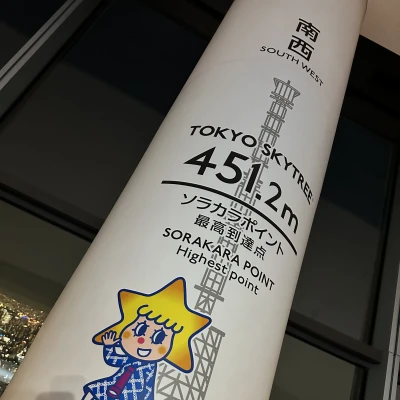 南西
SOUTH WEST
TOKYO SKYTREE
451.2m
ソラカラポイント
最高到達点
SORAKARA POINT
Highest point